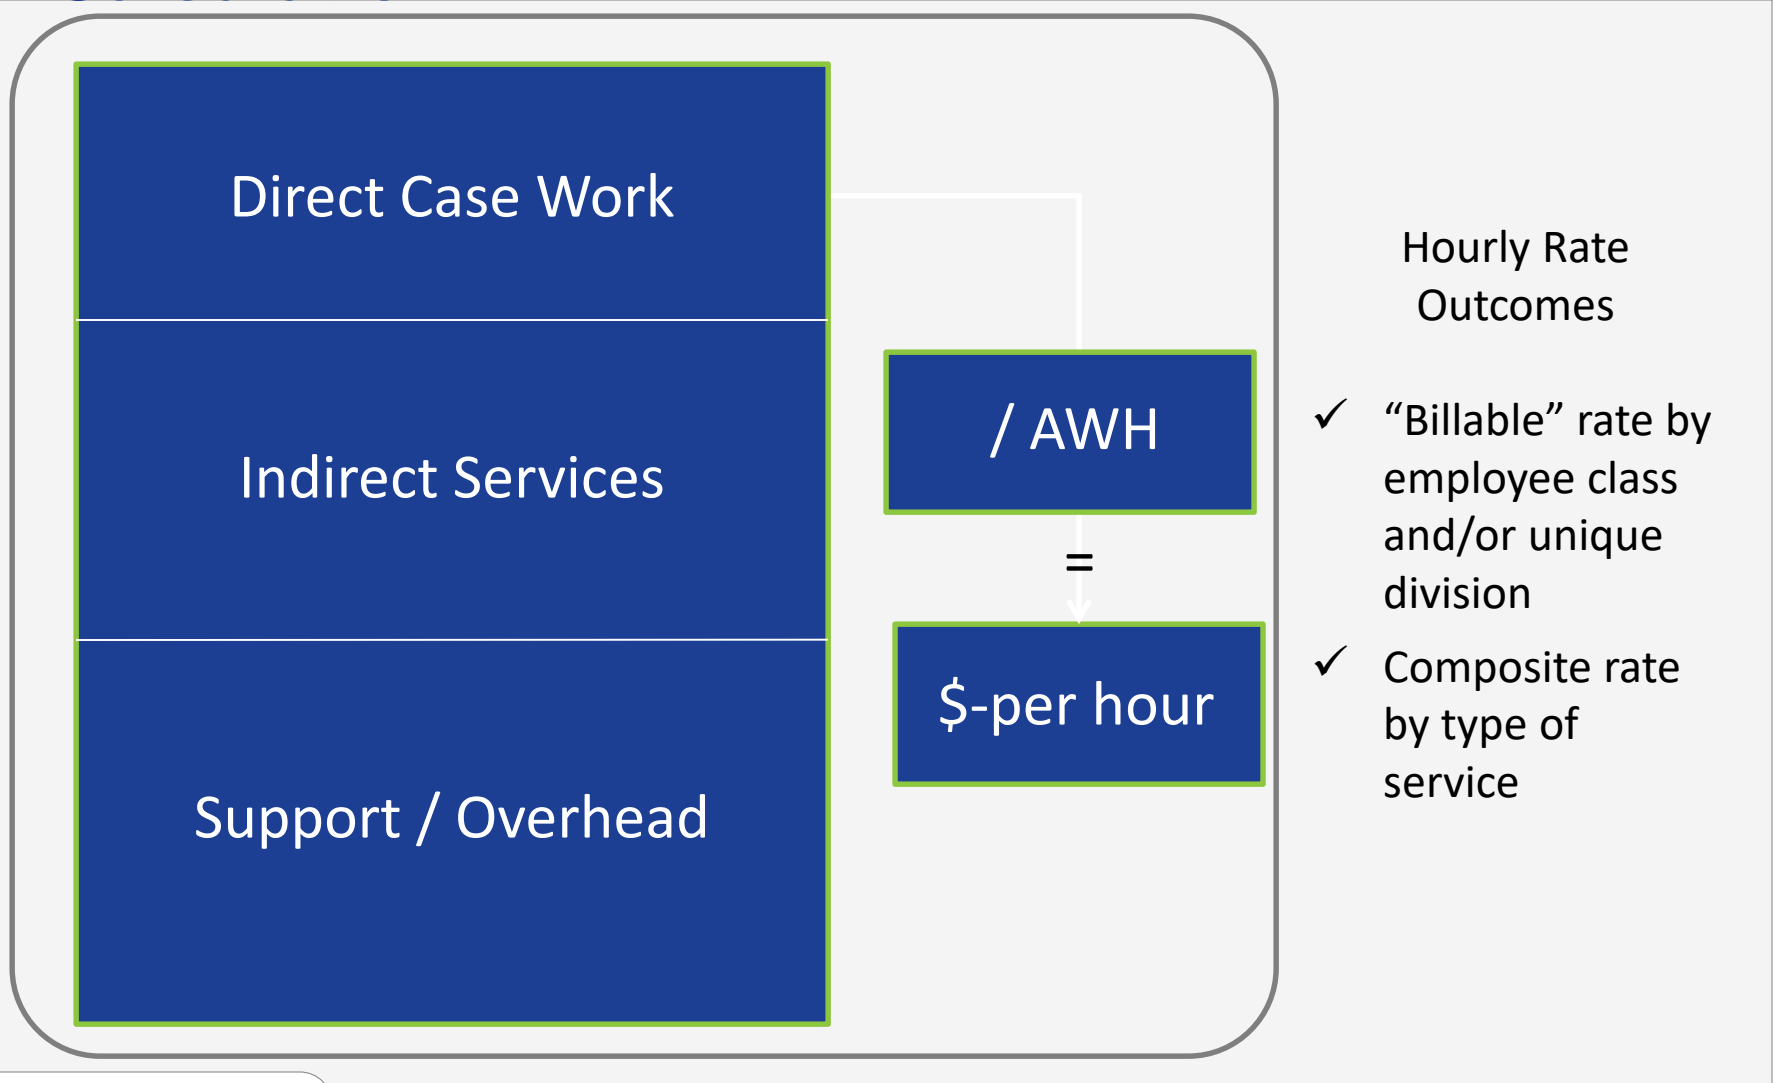 Direct Case Work
Indirect Services
Support / Overhead
/ AWH
=
$-per hour
Hourly Rate
Outcomes
✓ “Billable” rate by
employee class
and/or unique
division
✓ Composite rate
by type of
service